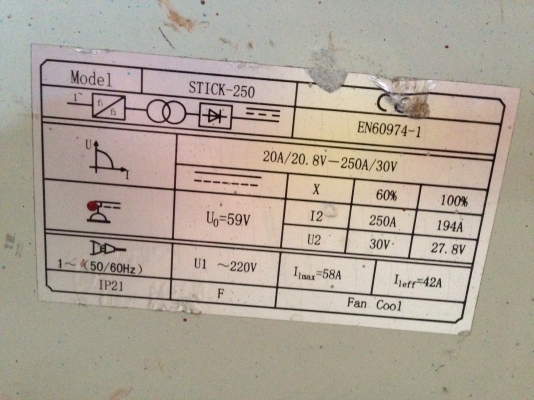 Model STICK-250
1~ f1 f2 EN60974-1
20A/20.8V—250A/30V
U I X 60% 100%
U₀=59V I2 250A 194A
U2 30V 27.8V
1~ (50/60Hz) U1 ~220V I₁max=58A I₁eff=42A
IP21 F Fan Cool